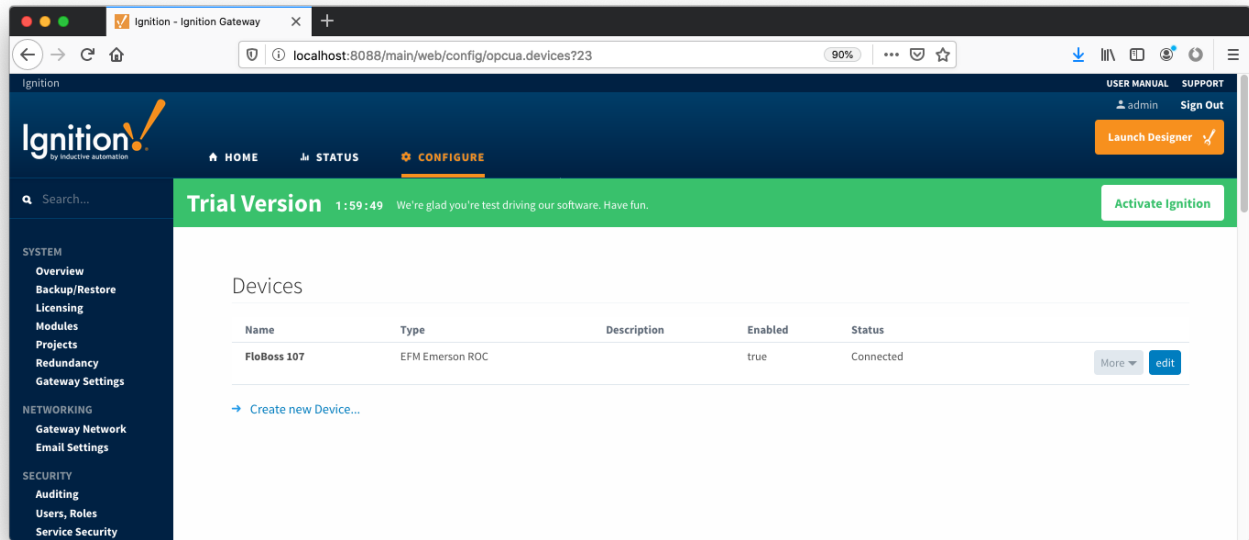 Ignition - Ignition Gateway
localhost:8088/main/web/config/opcua.devices?23
90%
Ignition
USER MANUAL SUPPORT
admin Sign Out
Ignition!
by inductive automation
Launch Designer
HOME STATUS CONFIGURE
Search...
Trial Version 1:59:49 We're glad you're test driving our software. Have fun.
Activate Ignition
SYSTEM
Overview
Backup/Restore
Licensing
Modules
Projects
Redundancy
Gateway Settings
NETWORKING
Gateway Network
Email Settings
SECURITY
Auditing
Users, Roles
Service Security
Devices
Name Type Description Enabled Status
FloBoss 107 EFM Emerson ROC true Connected More edit
Create new Device...